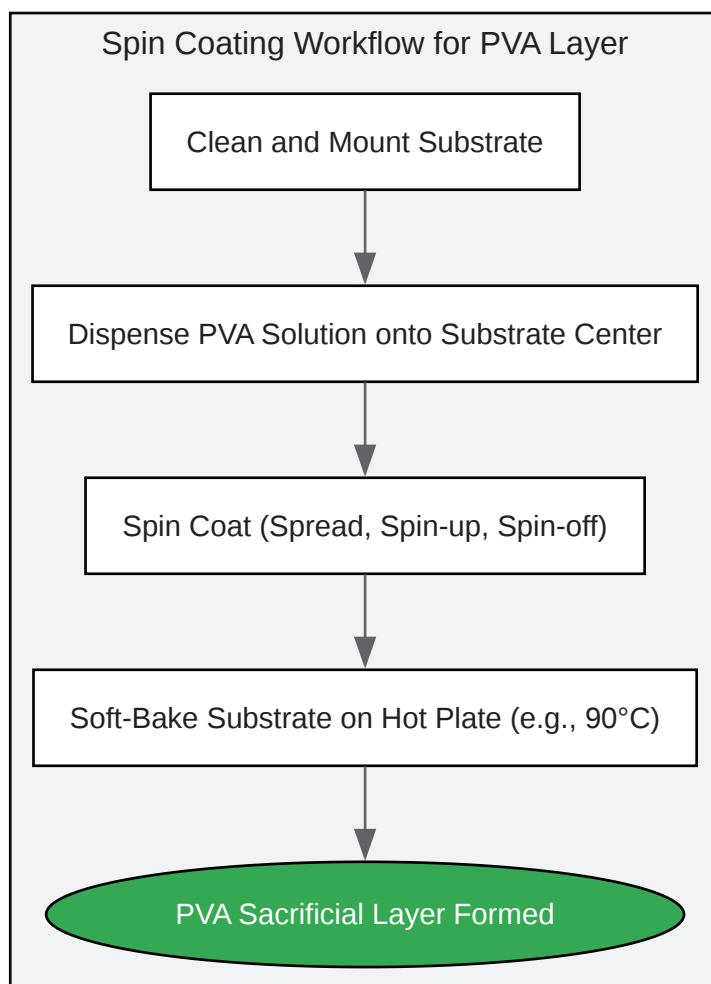 Spin Coating Workflow for PVA Layer
Clean and Mount Substrate
Dispense PVA Solution onto Substrate Center
Spin Coat (Spread, Spin-up, Spin-off)
Soft-Bake Substrate on Hot Plate (e.g., 90°C)
PVA Sacrificial Layer Formed